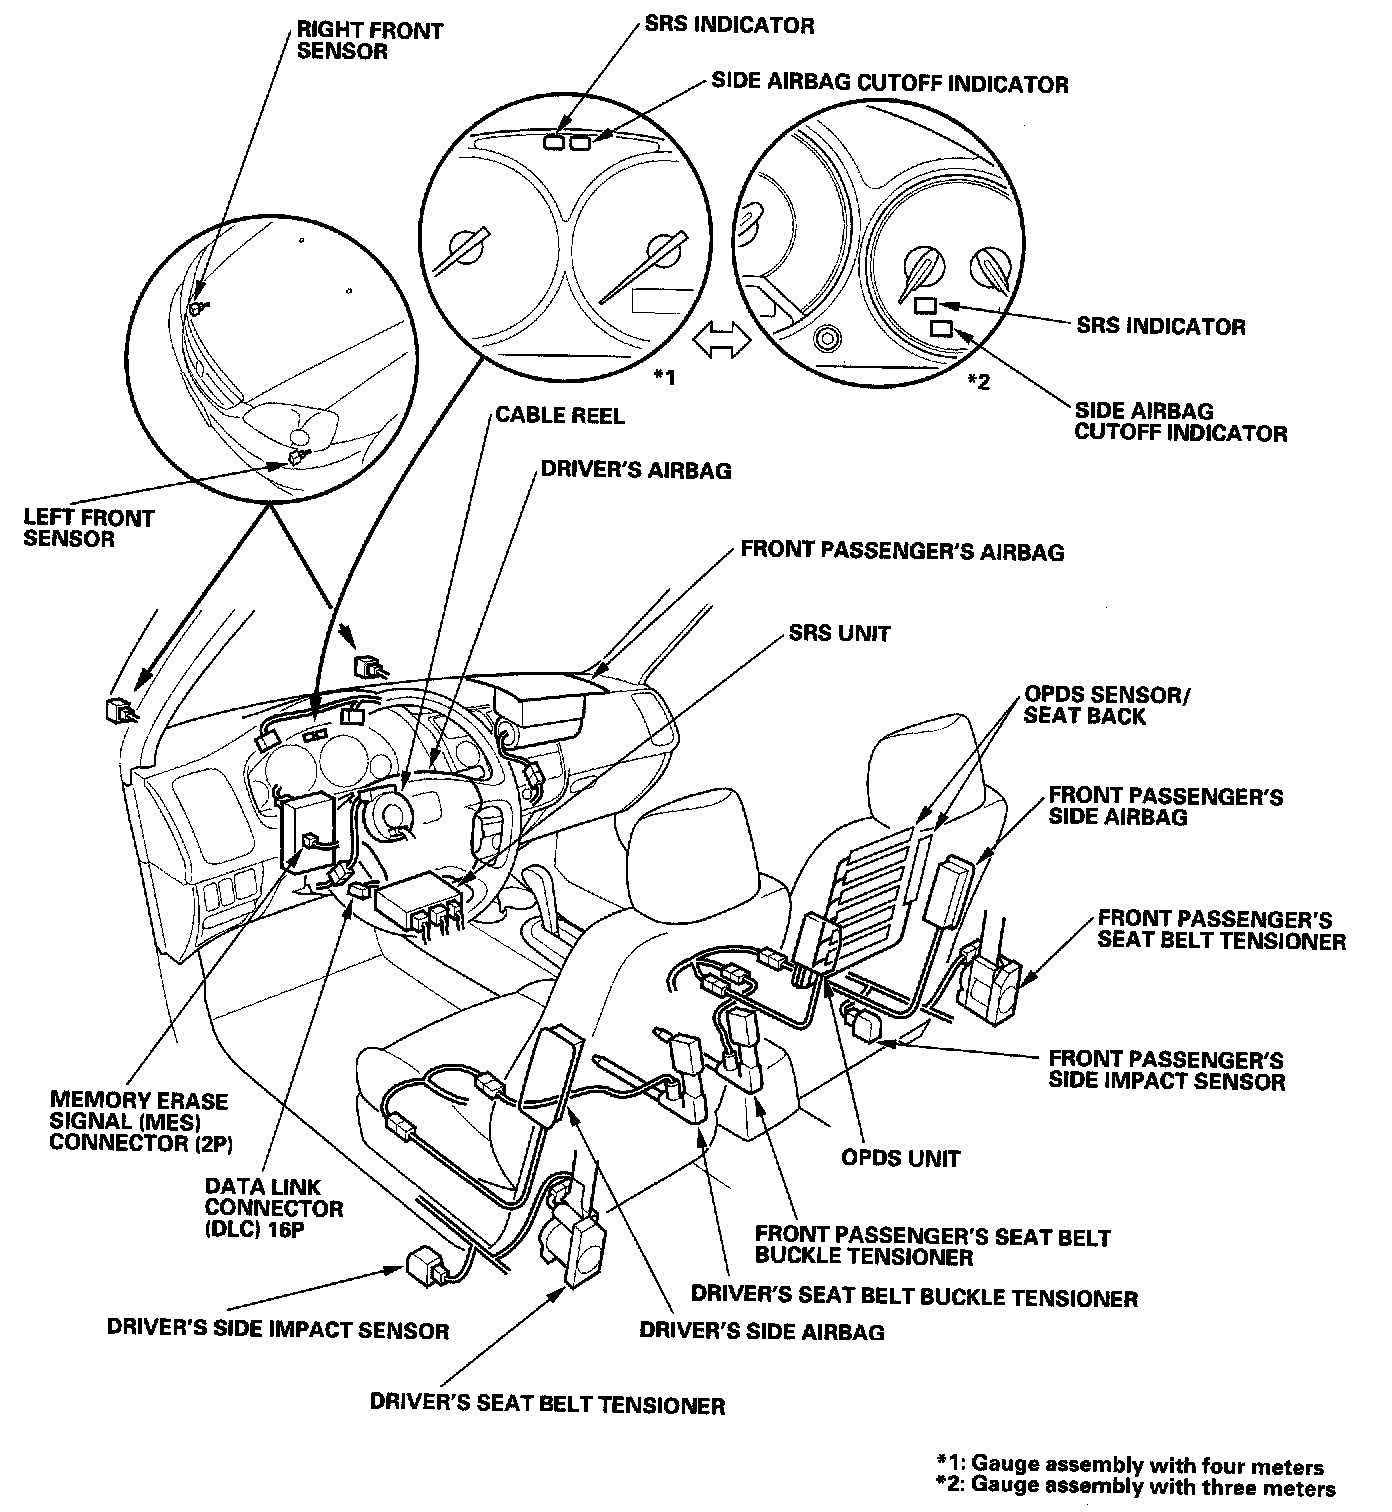 RIGHT FRONT
SENSOR
SRS INDICATOR
SIDE AIRBAG CUTOFF INDICATOR
SRS INDICATOR
*1
*2
SIDE AIRBAG
CUTOFF INDICATOR
CABLE REEL
DRIVER'S AIRBAG
LEFT FRONT
SENSOR
FRONT PASSENGER'S AIRBAG
SRS UNIT
OPDS SENSOR/
SEAT BACK
FRONT PASSENGER'S
SIDE AIRBAG
FRONT PASSENGER'S
SEAT BELT TENSIONER
FRONT PASSENGER'S
SIDE IMPACT SENSOR
MEMORY ERASE
SIGNAL (MES)
CONNECTOR (2P)
OPDS UNIT
DATA LINK
CONNECTOR
(DLC) 16P
FRONT PASSENGER'S SEAT BELT
BUCKLE TENSIONER
DRIVER'S SEAT BELT BUCKLE TENSIONER
DRIVER'S SIDE IMPACT SENSOR
DRIVER'S SIDE AIRBAG
DRIVER'S SEAT BELT TENSIONER
*1: Gauge assembly with four meters
*2: Gauge assembly with three meters